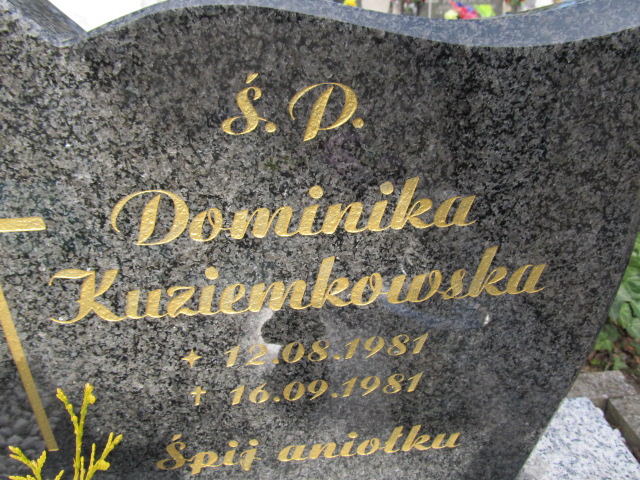 Ś. P.
Dominika
Kuziemkowska
⋆ 12.08.1981
† 16.09.1981
Śpij aniołku